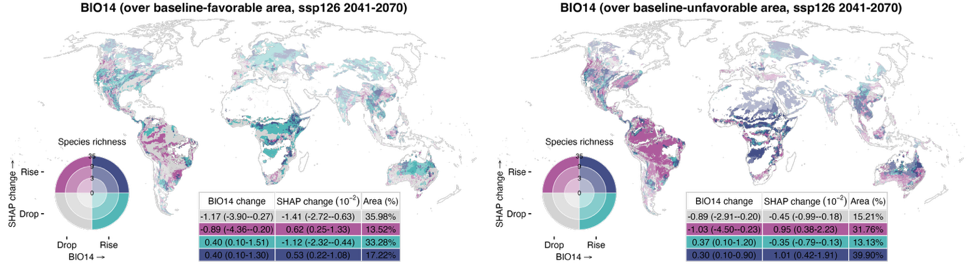 BIO14 (over baseline-favorable area, ssp126 2041-2070)
Species richness
0
SHAP change →
Rise
Drop
Drop Rise
BIO14 →
BIO14 change SHAP change (10⁻²) Area (%)
-1.17 (-3.90--0.27) -1.41 (-2.72--0.63) 35.98%
-0.89 (-4.36--0.20) 0.62 (0.25-1.33) 13.52%
0.40 (0.10-1.51) -1.12 (-2.32--0.44) 33.28%
0.40 (0.10-1.30) 0.53 (0.22-1.08) 17.22%
BIO14 (over baseline-unfavorable area, ssp126 2041-2070)
Species richness
0
SHAP change →
Rise
Drop
Drop Rise
BIO14 →
BIO14 change SHAP change (10⁻²) Area (%)
-0.89 (-2.91--0.20) -0.45 (-0.99--0.18) 15.21%
-1.03 (-4.50--0.23) 0.95 (0.38-2.23) 31.76%
0.37 (0.10-1.20) -0.35 (-0.79--0.13) 13.13%
0.30 (0.10-0.90) 1.01 (0.42-1.91) 39.90%